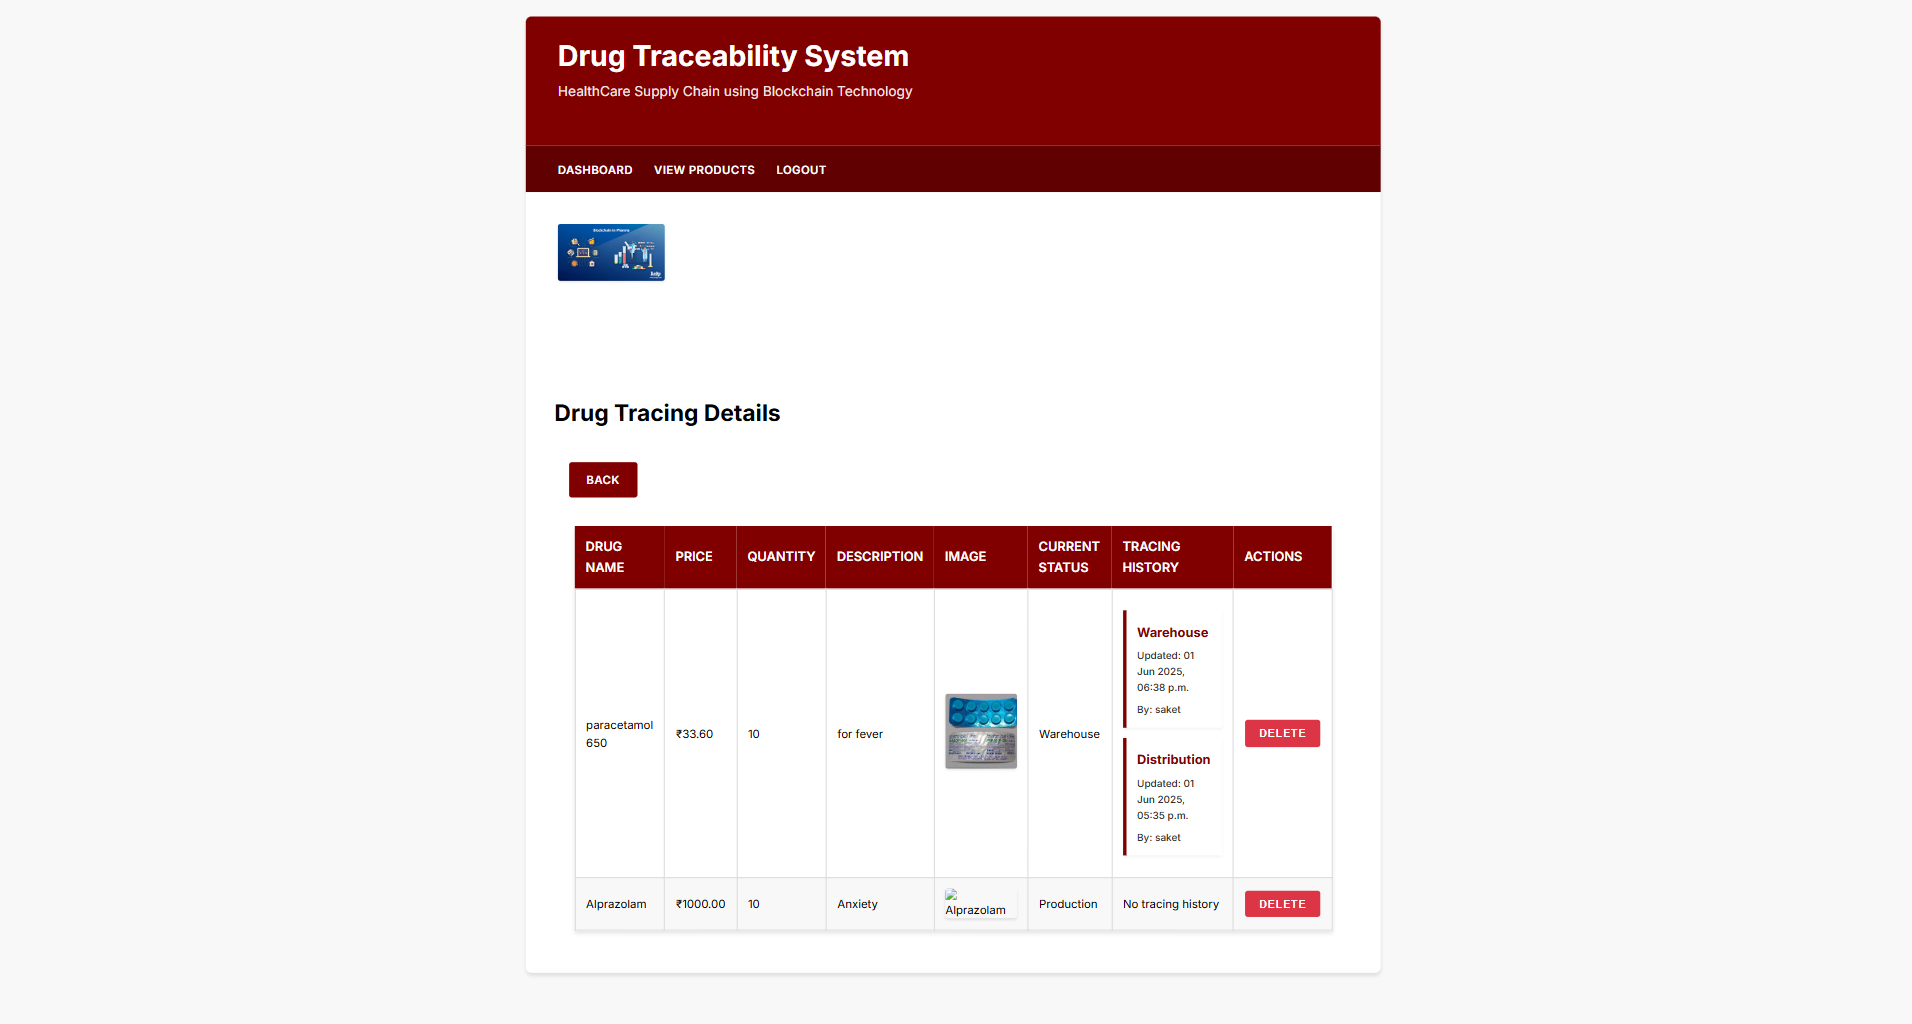 Drug Traceability System
HealthCare Supply Chain using Blockchain Technology
DASHBOARD VIEW PRODUCTS LOGOUT
Blockchain in Pharma
Drug Tracing Details
BACK
DRUG NAME PRICE QUANTITY DESCRIPTION IMAGE CURRENT STATUS TRACING HISTORY ACTIONS
paracetamol 650 ₹33.60 10 for fever Warehouse
Warehouse
Updated: 01
Jun 2025,
06:38 p.m.
By: saket
Distribution
Updated: 01
Jun 2025,
05:35 p.m.
By: saket
DELETE
Alprazolam ₹1000.00 10 Anxiety Alprazolam Production No tracing history DELETE